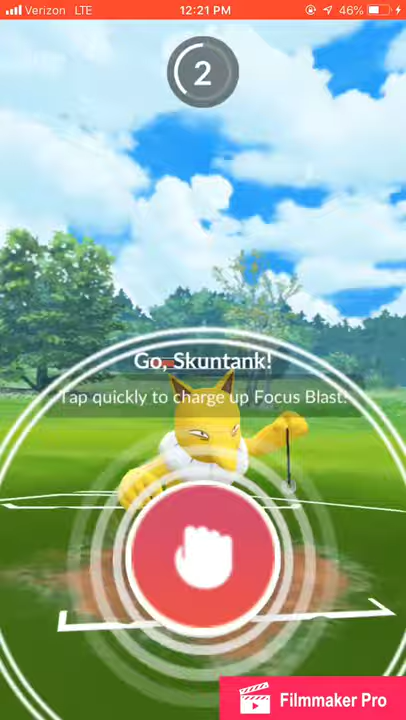 Verizon LTE 12:21 PM 46%
2
Go, Skuntank!
Tap quickly to charge up Focus Blast!
Filmmaker Pro